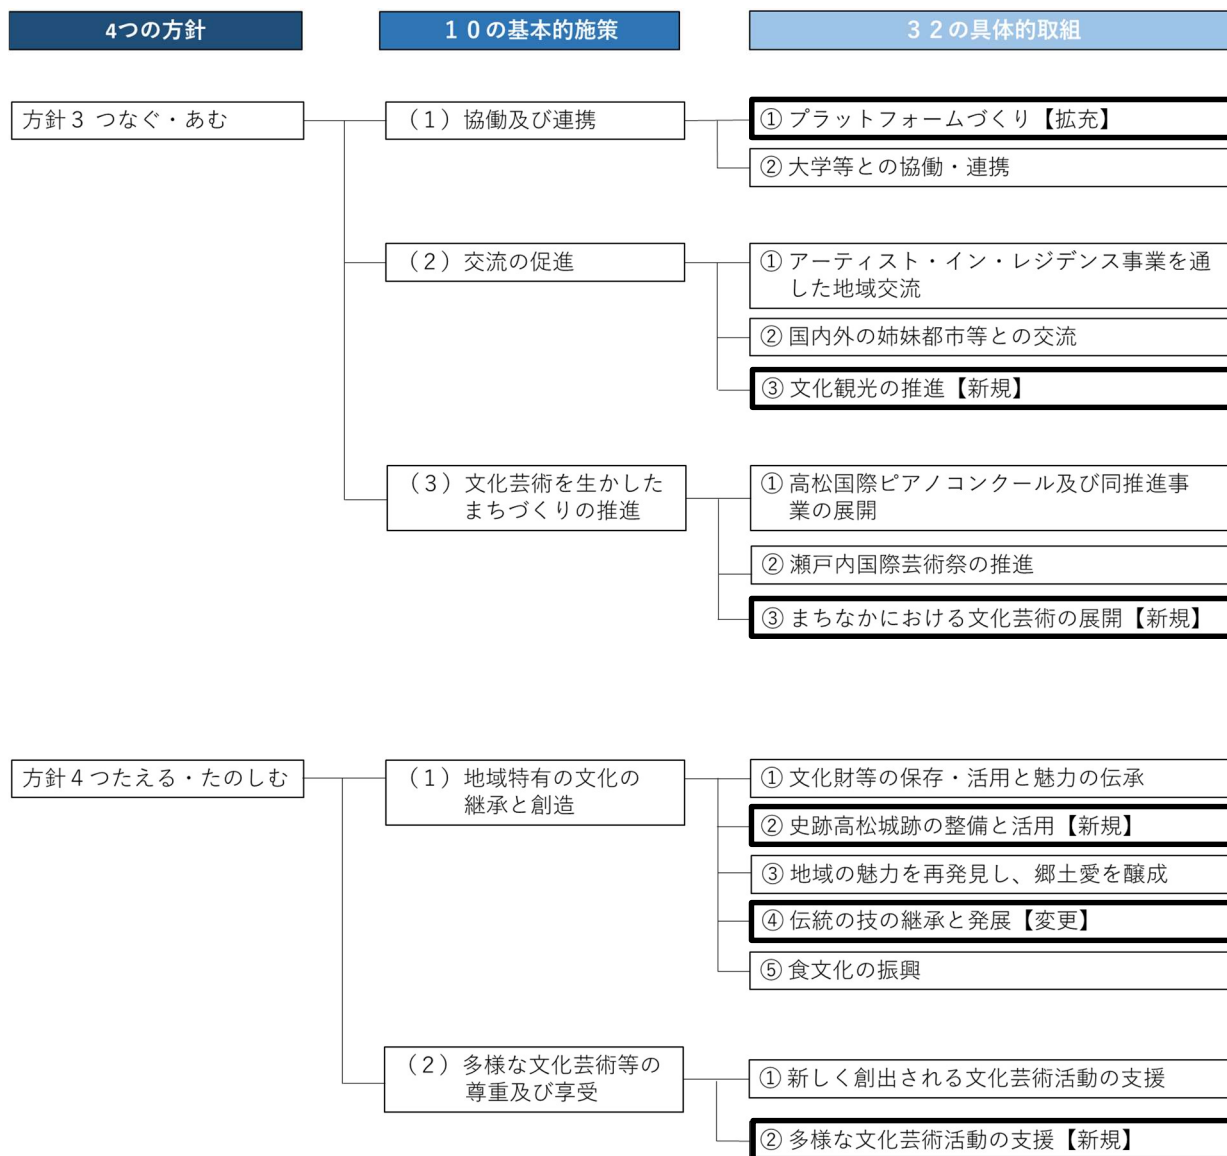 4つの方針
１０の基本的施策
３２の具体的取組
方針３ つなぐ・あむ
（１）協働及び連携
① プラットフォームづくり【拡充】
② 大学等との協働・連携
（２）交流の促進
① アーティスト・イン・レジデンス事業を通
した地域交流
② 国内外の姉妹都市等との交流
③ 文化観光の推進【新規】
（３）文化芸術を生かした
まちづくりの推進
① 高松国際ピアノコンクール及び同推進事
業の展開
② 瀬戸内国際芸術祭の推進
③ まちなかにおける文化芸術の展開【新規】
方針４ つたえる・たのしむ
（１）地域特有の文化の
継承と創造
① 文化財等の保存・活用と魅力の伝承
② 史跡高松城跡の整備と活用【新規】
③ 地域の魅力を再発見し、郷土愛を醸成
④ 伝統の技の継承と発展【変更】
⑤ 食文化の振興
（２）多様な文化芸術等の
尊重及び享受
① 新しく創出される文化芸術活動の支援
② 多様な文化芸術活動の支援【新規】